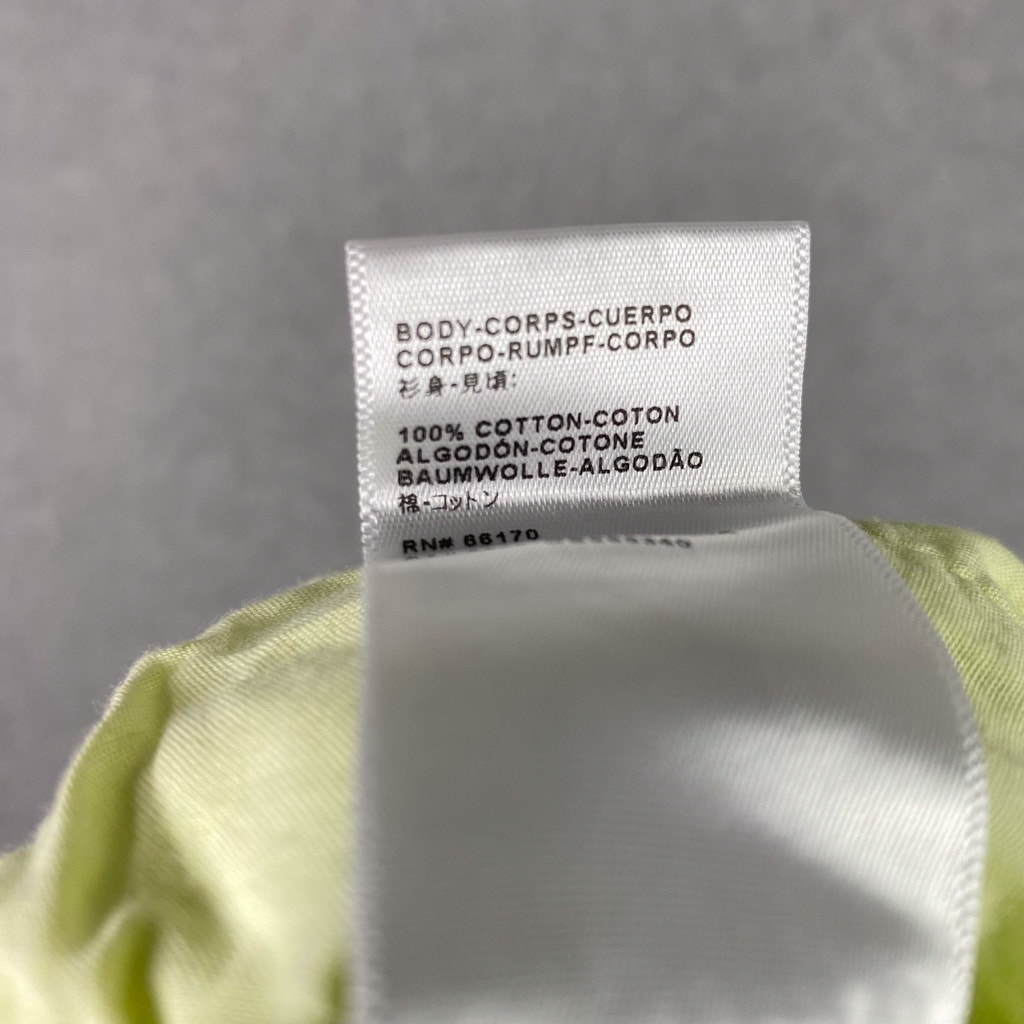 BODY-CORPS-CUERPO
CORPO-RUMPF-CORPO
衫身-見頃:
100% COTTON-COTON
ALGODÓN-COTONE
BAUMWOLLE-ALGODÃO
棉-コットン
RN# 66170